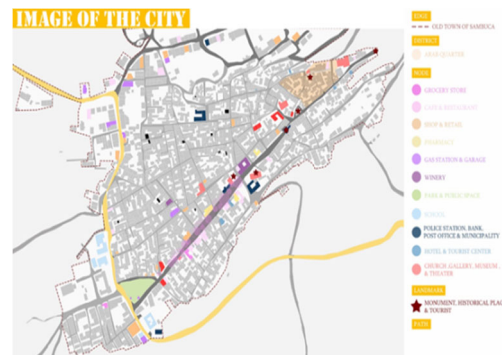 IMAGE OF THE CITY
EDGE
OLD TOWN OF SAMBUCA
DISTRICT
ARAB QUARTER
NODE
GROCERY STORE
CAFE & RESTAURANT
SHOP & RETAIL
PHARMACY
GAS STATION & GARAGE
WINERY
PARK & PUBLIC SPACE
SCHOOL
POLICE STATION, BANK,
POST OFFICE & MUNICIPALITY
HOTEL & TOURIST CENTER
CHURCH GALLERY, MUSEUM,
& THEATER
LANDMARK
MONUMENT, HISTORICAL PLAC
& TOURIST
PATH